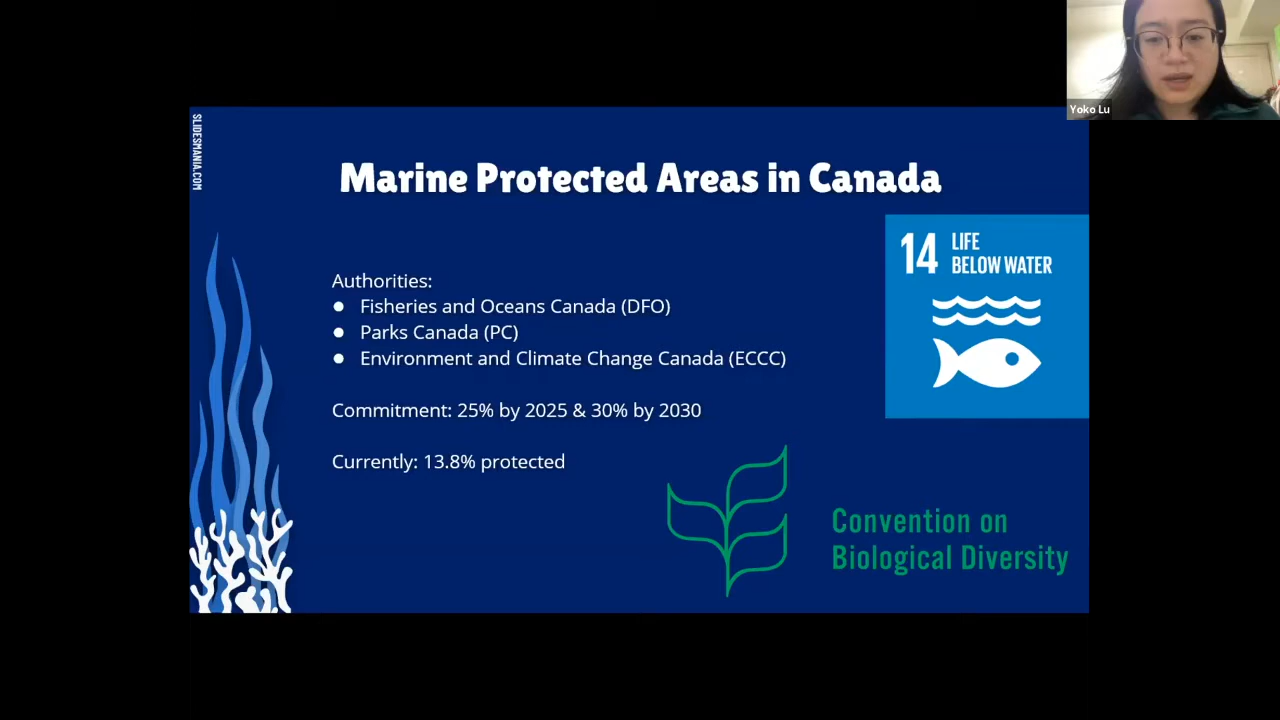 Yoko Lu
SLIDESMANIA.COM
Marine Protected Areas in Canada
14 LIFE
BELOW WATER
Authorities:
● Fisheries and Oceans Canada (DFO)
● Parks Canada (PC)
● Environment and Climate Change Canada (ECCC)
Commitment: 25% by 2025 & 30% by 2030
Currently: 13.8% protected
Convention on
Biological Diversity